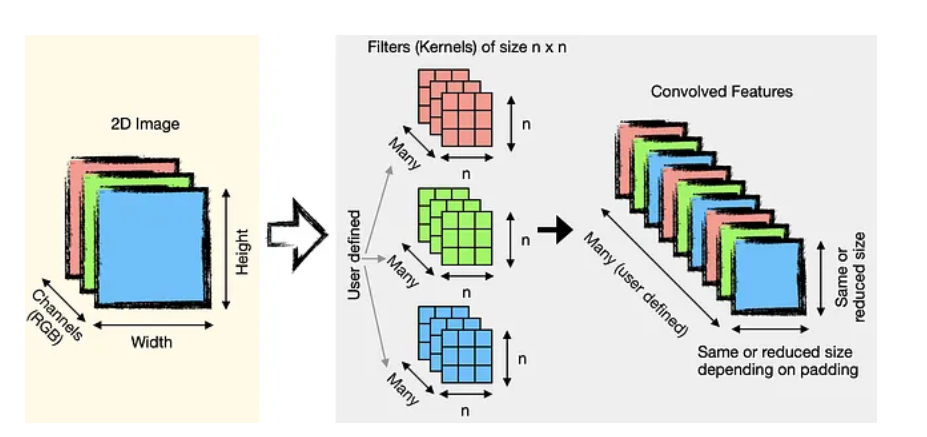 2D Image
Height
Channels
(RGB)
Width
Filters (Kernels) of size n x n
User defined
Many
n
n
Many
n
n
Many
n
n
Convolved Features
Many (user defined)
Same or
reduced size
Same or reduced size
depending on padding